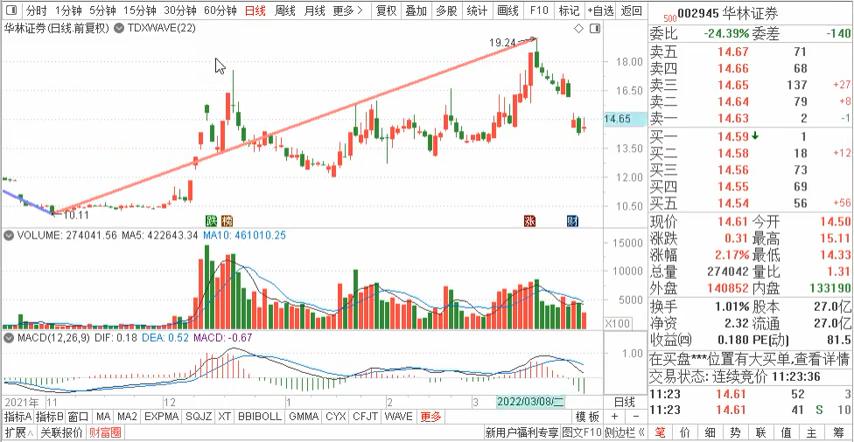 分时 1分钟 5分钟 15分钟 30分钟 60分钟 日线 周线 月线 更多 > 复权 叠加 多股 统计 画线 F10 标记 +自选 返回
华林证券(日线 前复权) TDXWAVE(22)
19.24
18.00
16.50
14.65
13.50
12.00
10.50
10.11
跌 榜 涨 财
VOLUME: 274041.56 MA5: 422643.34 MA10: 461010.25
15000
10000
5000
X100
MACD(12,26,9) DIF: 0.18 DEA: 0.52 MACD: -0.67
1.00
2021年 11 12 1 2 3 2022/03/08/二 日线
指标A 指标B 窗口 MA MA2 EXPMA SQJZ XT BBIBOLL GMMA CYX CFJT WAVE 更多 模板 + −
扩展∧ 关联报价 财富圈 新用户福利专享 图文F10 侧边栏
500 002945 华林证券
委比 -24.39% 委差 -140
卖五 14.67 71
卖四 14.66 68
卖三 14.65 137 +27
卖二 14.64 79 +8
卖一 14.63 2 -1
买一 14.59 1
买二 14.58 18 +12
买三 14.56 73
买四 14.55 69
买五 14.54 56 +56
现价 14.61 今开 14.50
涨跌 0.31 最高 15.11
涨幅 2.17% 最低 14.33
总量 274042 量比 1.31
外盘 140852 内盘 133190
换手 1.01% 股本 27.0亿
净资 2.32 流通 27.0亿
收益㈣ 0.180 PE(动) 81.5
在买盘***位置有大买单,查看详情
交易状态: 连续竞价 11:23:36
11:23 14.61 52 3
11:23 14.61 41 S 10
笔 价 细 势 联 值 主 筹